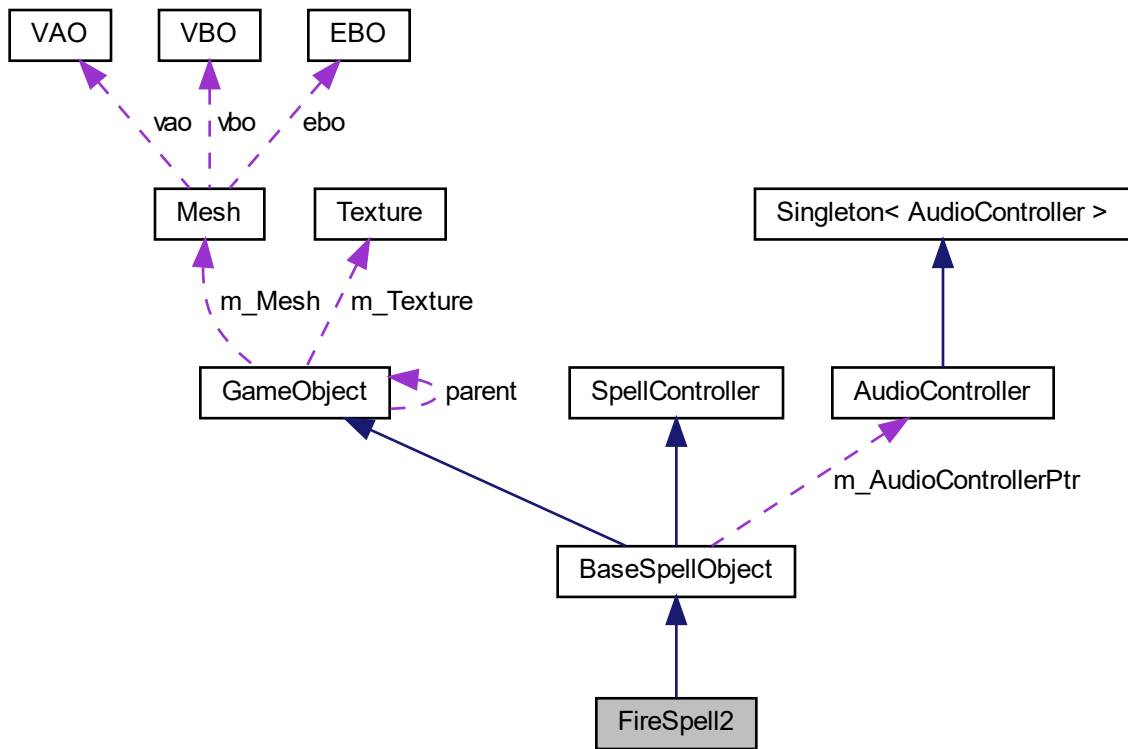 VAO
VBO
EBO
vao
vbo
ebo
Mesh
Texture
Singleton< AudioController >
m_Mesh
m_Texture
GameObject
parent
SpellController
AudioController
m_AudioControllerPtr
BaseSpellObject
FireSpell2